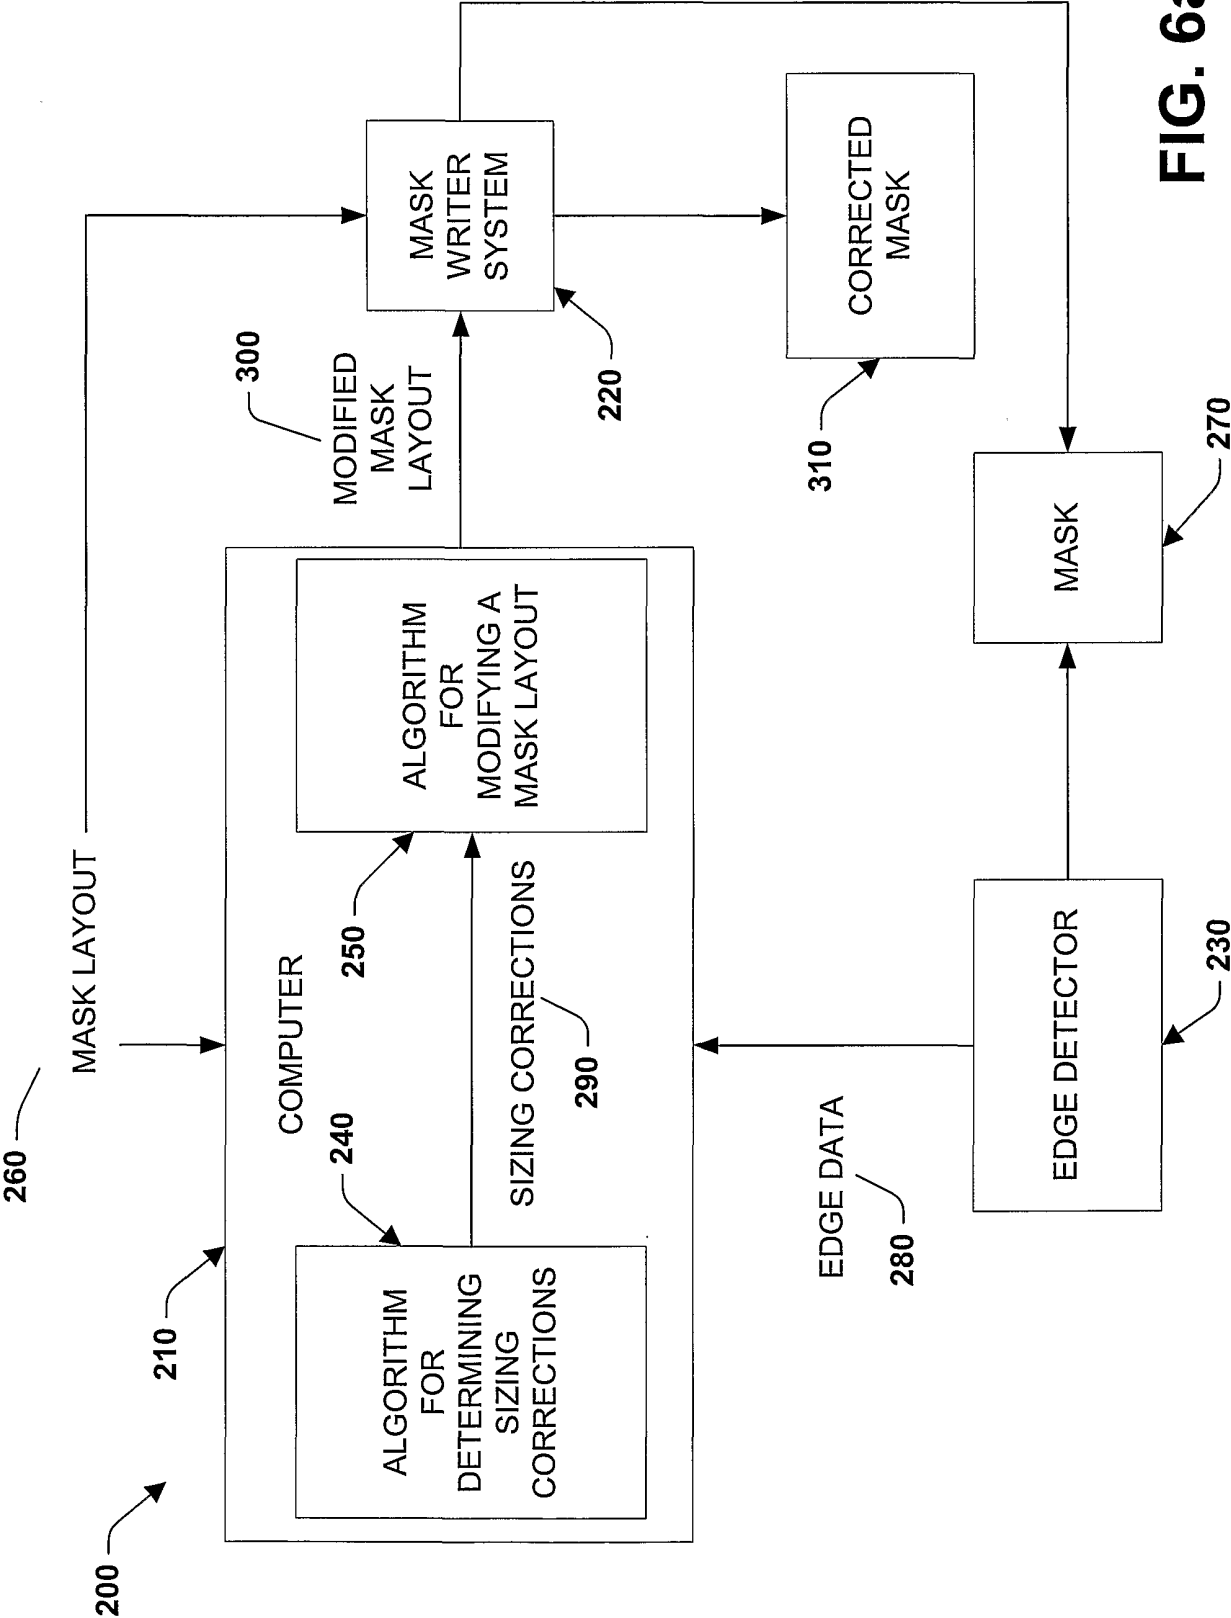 200
210
260
MASK LAYOUT
COMPUTER
240
ALGORITHM
FOR
DETERMINING
SIZING
CORRECTIONS
SIZING CORRECTIONS
290
250
ALGORITHM
FOR
MODIFYING A
MASK LAYOUT
300
MODIFIED
MASK
LAYOUT
MASK
WRITER
SYSTEM
220
EDGE DATA
280
310
CORRECTED
MASK
EDGE DETECTOR
230
MASK
270
FIG. 6a